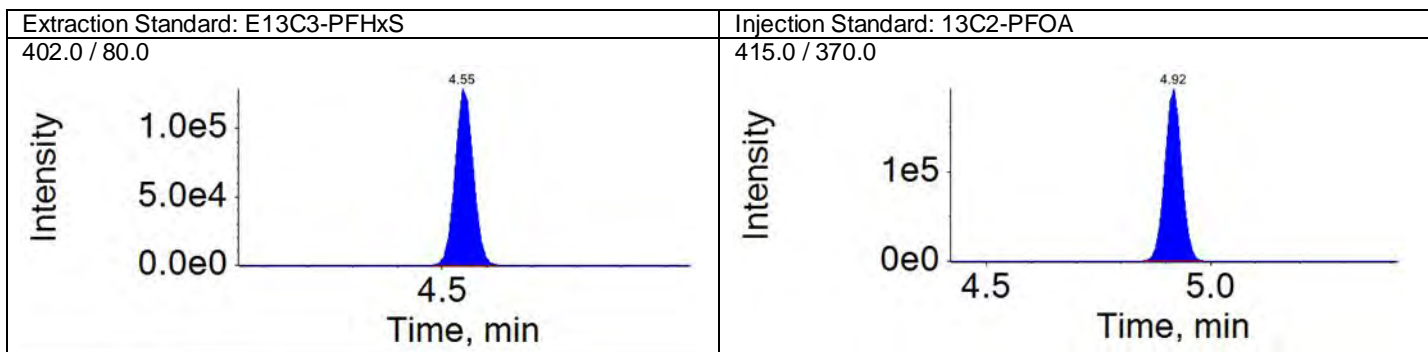 Extraction Standard: E13C3-PFHxS
402.0 / 80.0
4.55
Intensity
1.0e5
5.0e4
0.0e0
4.5
Time, min
Injection Standard: 13C2-PFOA
415.0 / 370.0
4.92
Intensity
1e5
0e0
4.5 5.0
Time, min